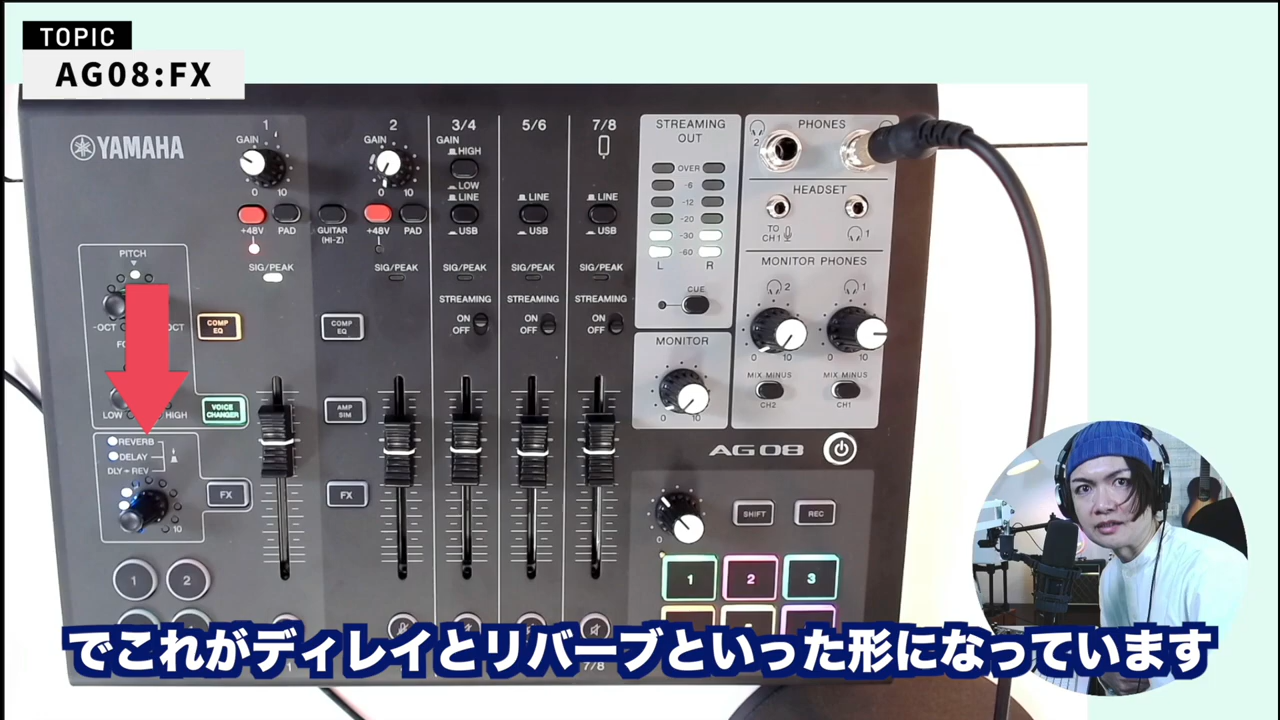 TOPIC
AG08:FX
YAMAHA
1
GAIN
0 10
+48V PAD
SIG/PEAK
GUITAR
(HI-Z)
2
GAIN
0 10
+48V PAD
SIG/PEAK
3/4
GAIN
HIGH
LOW
LINE
USB
SIG/PEAK
STREAMING
ON
OFF
5/6
LINE
USB
SIG/PEAK
STREAMING
ON
OFF
7/8
LINE
USB
SIG/PEAK
STREAMING
ON
OFF
STREAMING
OUT
OVER
-6
-12
-20
-30
-60
L R
CUE
MONITOR
0 10
PHONES
2
HEADSET
TO
CH1
1
MONITOR PHONES
2 1
0 10
0 10
MIX MINUS
CH2
MIX MINUS
CH1
AG08
PITCH
-OCT OCT
LOW HIGH
COMP
EQ
VOICE
CHANGER
COMP
EQ
AMP
SIM
REVERB
DELAY
DLY+REV
10
FX
FX
SHIFT
REC
0
1 2
1 2 3
でこれがディレイとリバーブといった形になっています
1
7/8